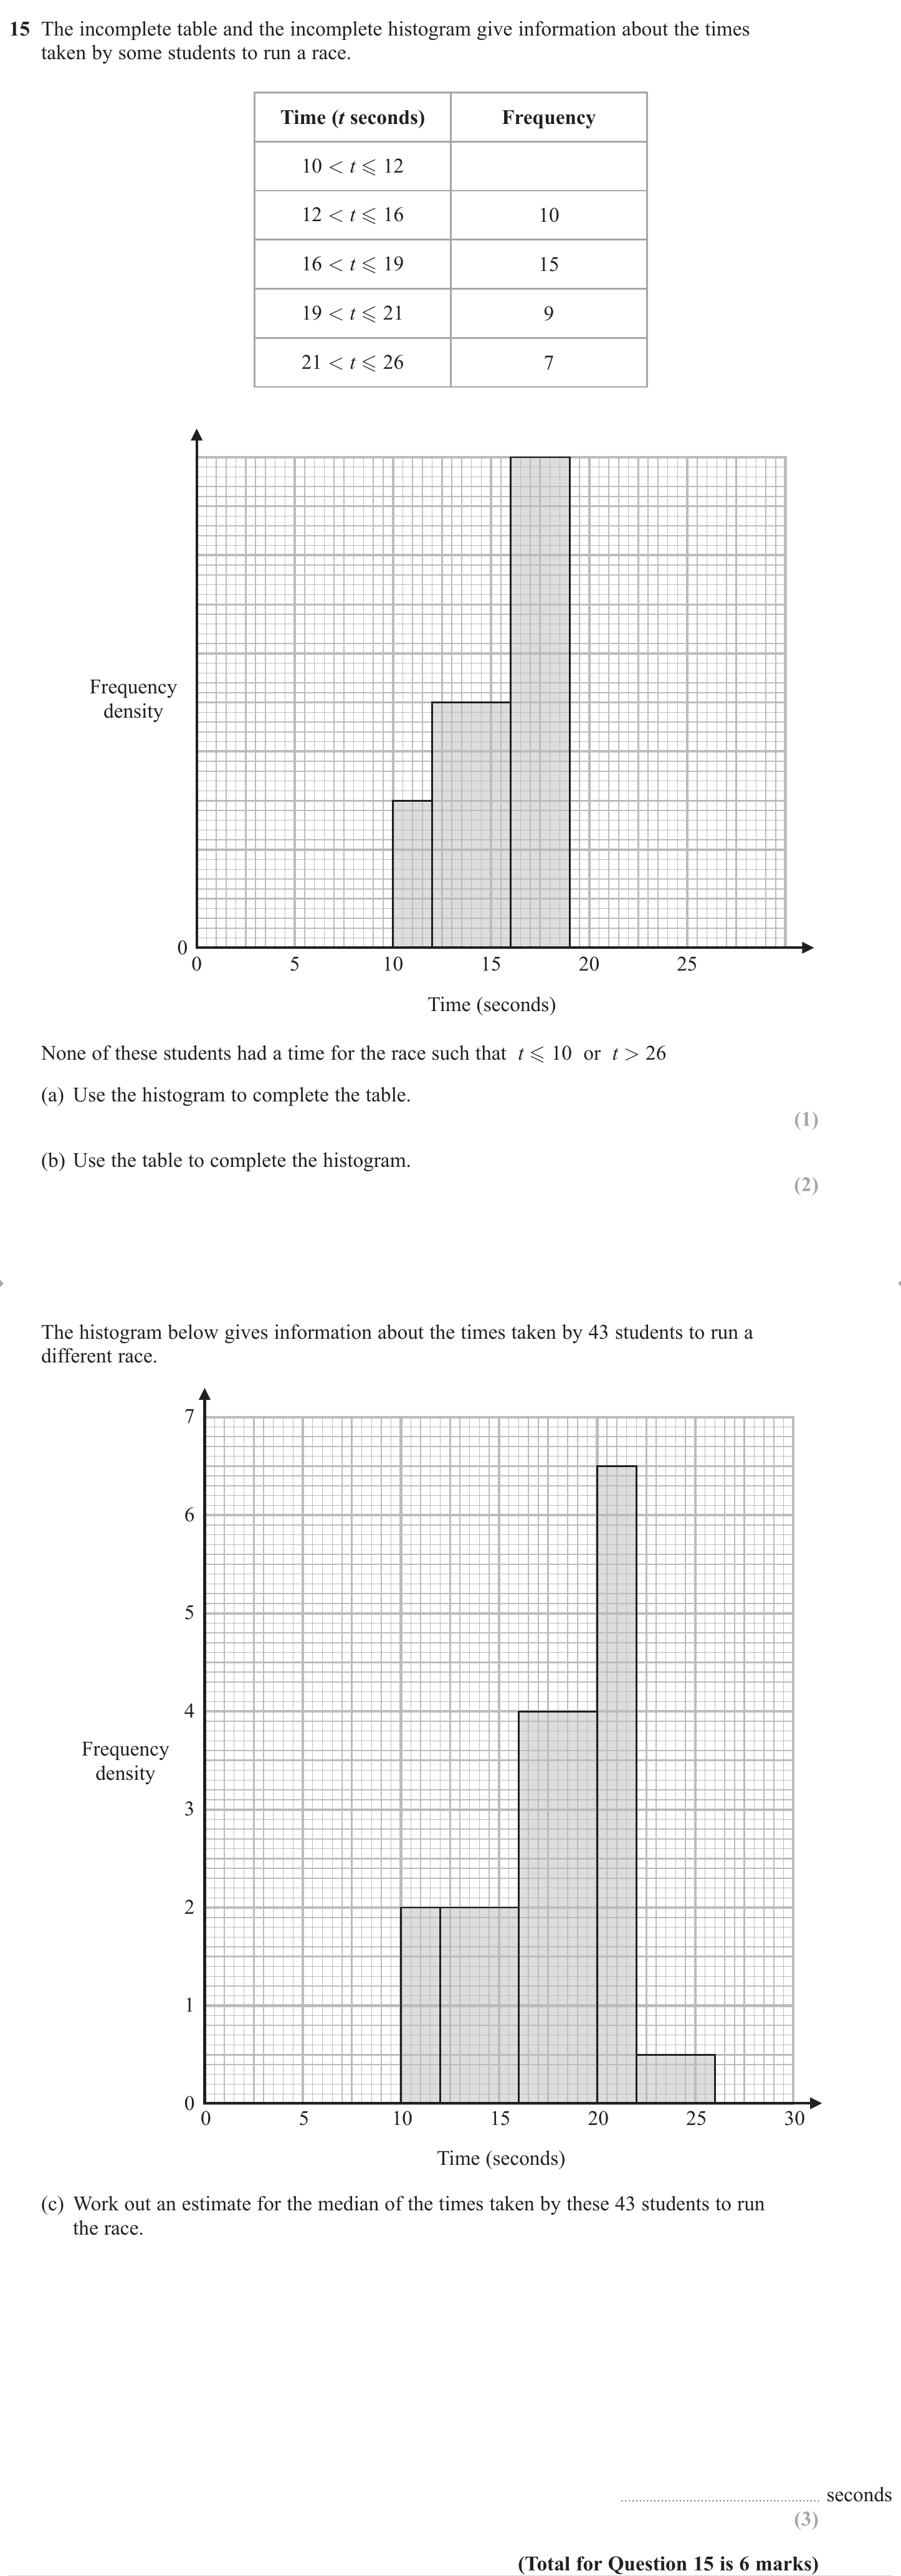 15 The incomplete table and the incomplete histogram give information about the times
taken by some students to run a race.
Time (t seconds) Frequency
10 < t ⩽ 12
12 < t ⩽ 16 10
16 < t ⩽ 19 15
19 < t ⩽ 21 9
21 < t ⩽ 26 7
Frequency
density
0
0 5 10 15 20 25
Time (seconds)
None of these students had a time for the race such that t ⩽ 10 or t > 26
(a) Use the histogram to complete the table.
(1)
(b) Use the table to complete the histogram.
(2)
The histogram below gives information about the times taken by 43 students to run a
different race.
7
6
5
4
Frequency
density
3
2
1
0
0 5 10 15 20 25 30
Time (seconds)
(c) Work out an estimate for the median of the times taken by these 43 students to run
the race.
seconds
(3)
(Total for Question 15 is 6 marks)